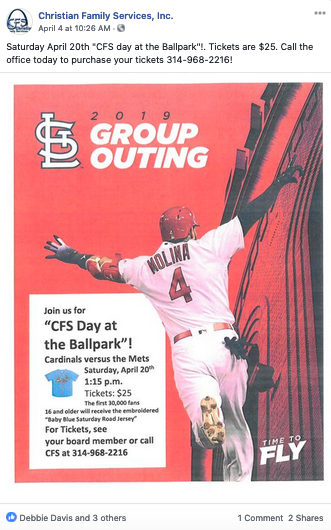 Christian Family Services, Inc.
April 4 at 10:26 AM ·
Saturday April 20th "CFS day at the Ballpark"!. Tickets are $25. Call the
office today to purchase your tickets 314-968-2216!
2019
GROUP
OUTING
MOLINA
4
Join us for
"CFS Day at
the Ballpark"!
Cardinals versus the Mets
Saturday, April 20th
1:15 p.m.
Tickets: $25
The first 30,000 fans
16 and older will receive the embroidered
"Baby Blue Saturday Road Jersey"
For Tickets, see
your board member or call
CFS at 314-968-2216
TIME TO
FLY
Debbie Davis and 3 others
1 Comment 2 Shares